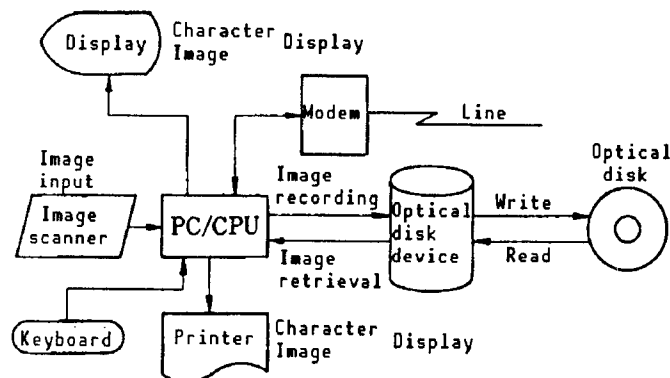 Display
Character
Image
Display
Modem
Line
Optical
disk
Image
input
Image
scanner
PC/CPU
Image
recording
Image
retrieval
Optical
disk
device
Write
Read
Keyboard
Printer
Character
Image
Display